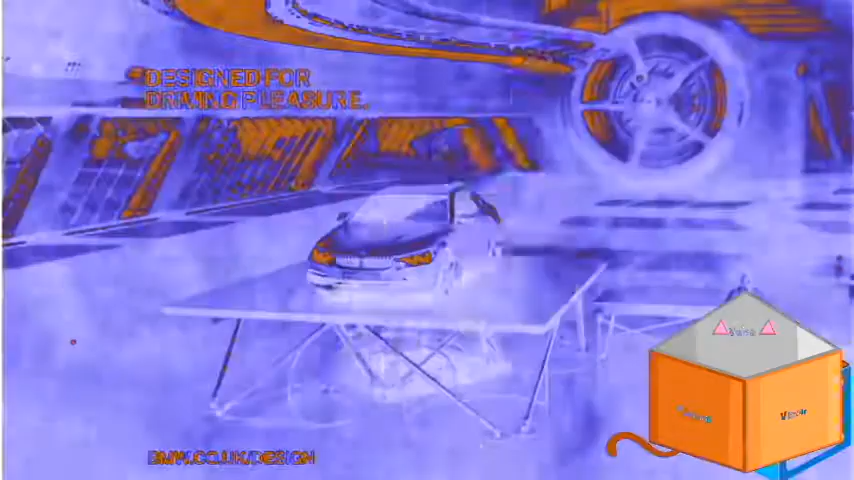 DESIGNED FOR
DRIVING PLEASURE.
BMW.CO.UK/DESIGN